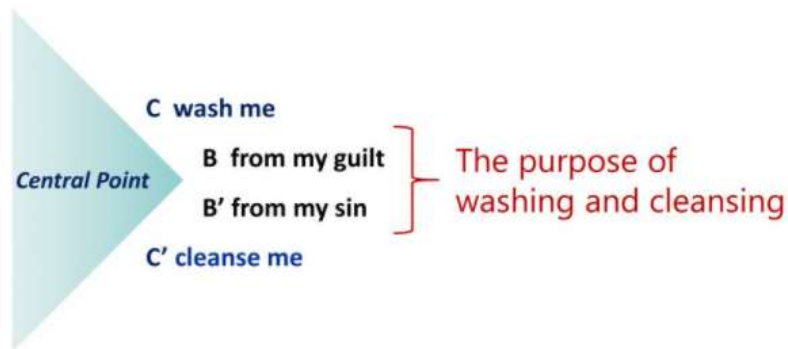 C wash me
B from my guilt
Central Point
B’ from my sin
C’ cleanse me
The purpose of
washing and cleansing